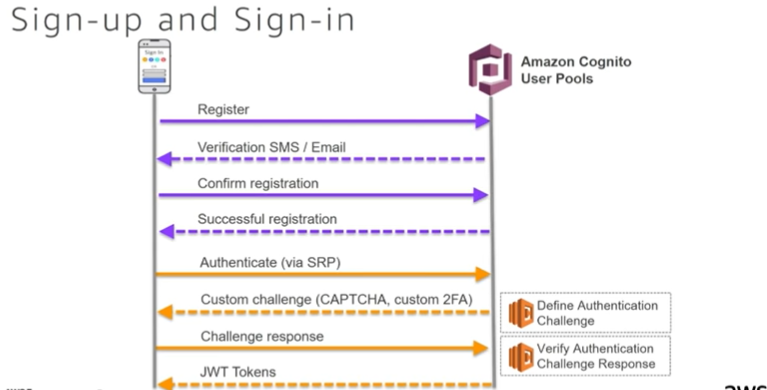 Sign-up and Sign-in
Sign In
Amazon Cognito
User Pools
Register
Verification SMS / Email
Confirm registration
Successful registration
Authenticate (via SRP)
Custom challenge (CAPTCHA, custom 2FA)
Define Authentication
Challenge
Challenge response
Verify Authentication
Challenge Response
JWT Tokens
aws